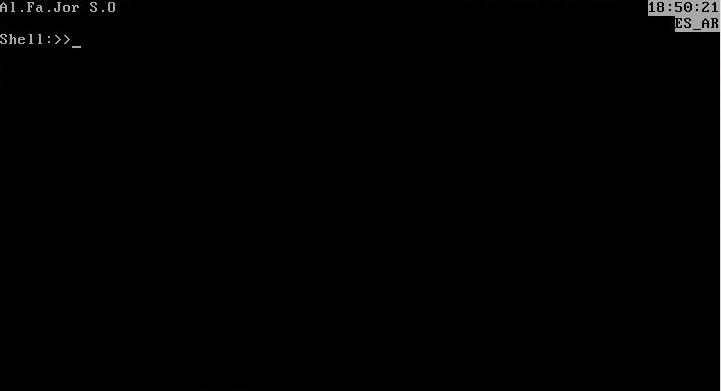 Al.Fa.Jor S.O
18:50:21
ES_AR
Shell:>>_